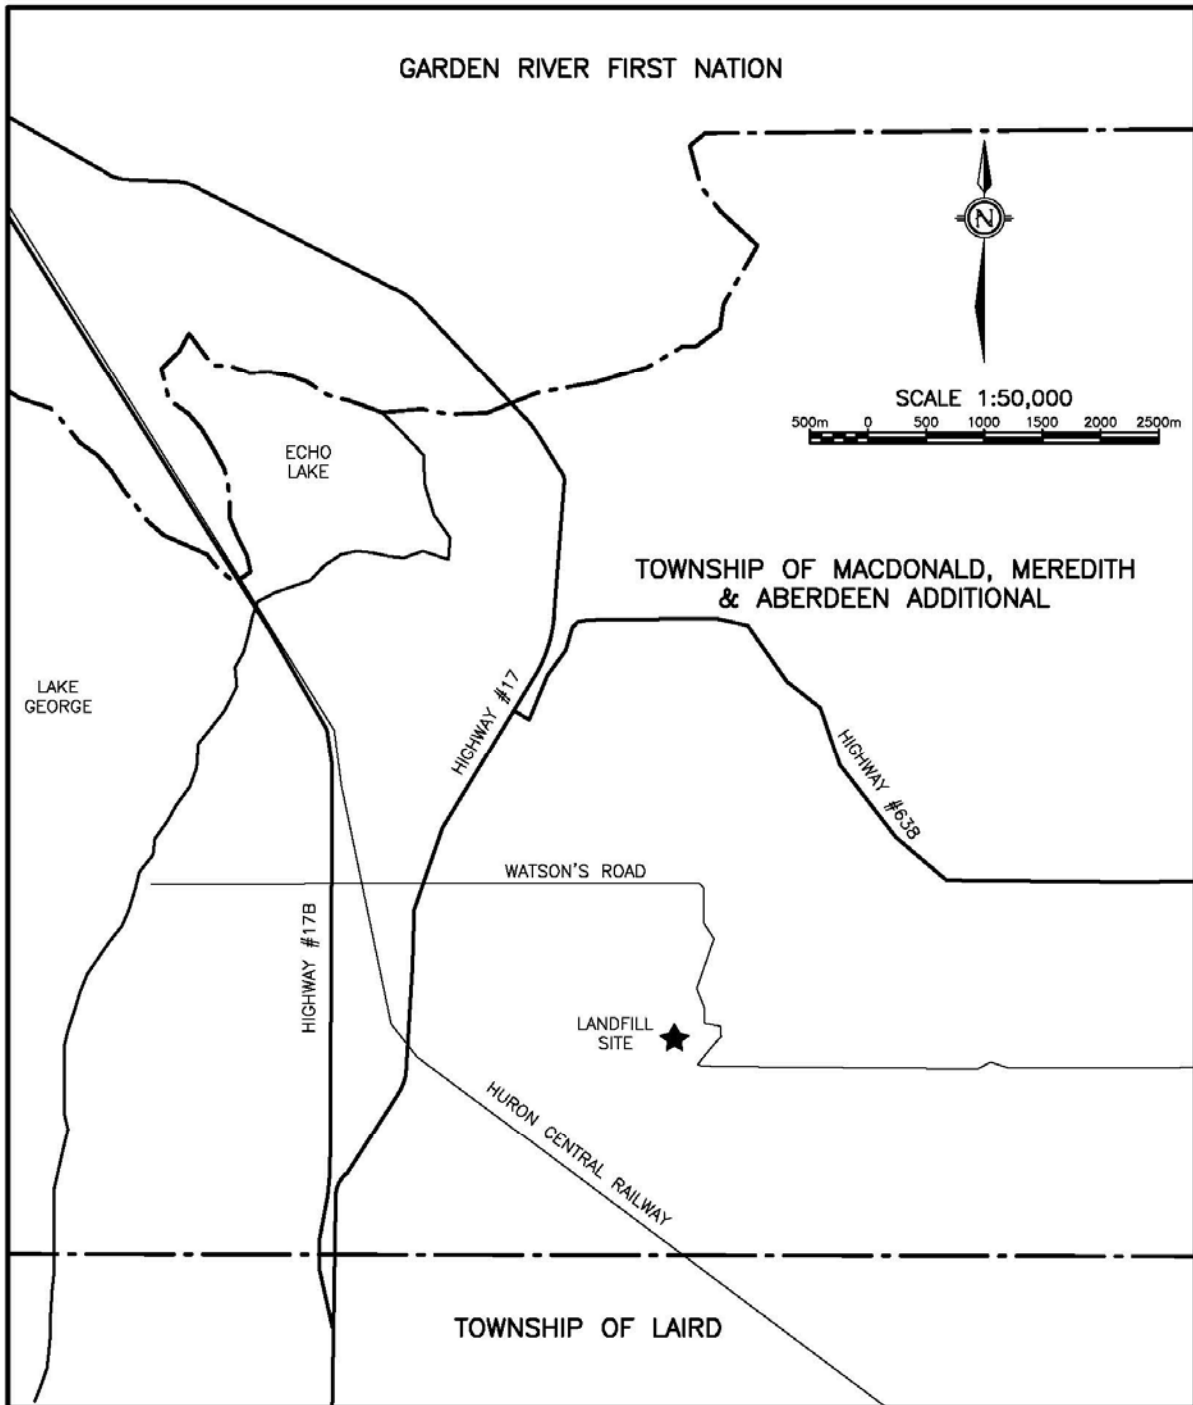 GARDEN RIVER FIRST NATION
N
SCALE 1:50,000
500m 0 500 1000 1500 2000 2500m
ECHO
LAKE
TOWNSHIP OF MACDONALD, MEREDITH
& ABERDEEN ADDITIONAL
LAKE
GEORGE
HIGHWAY #17
HIGHWAY #638
WATSON'S ROAD
HIGHWAY #17B
LANDFILL
SITE
HURON CENTRAL RAILWAY
TOWNSHIP OF LAIRD